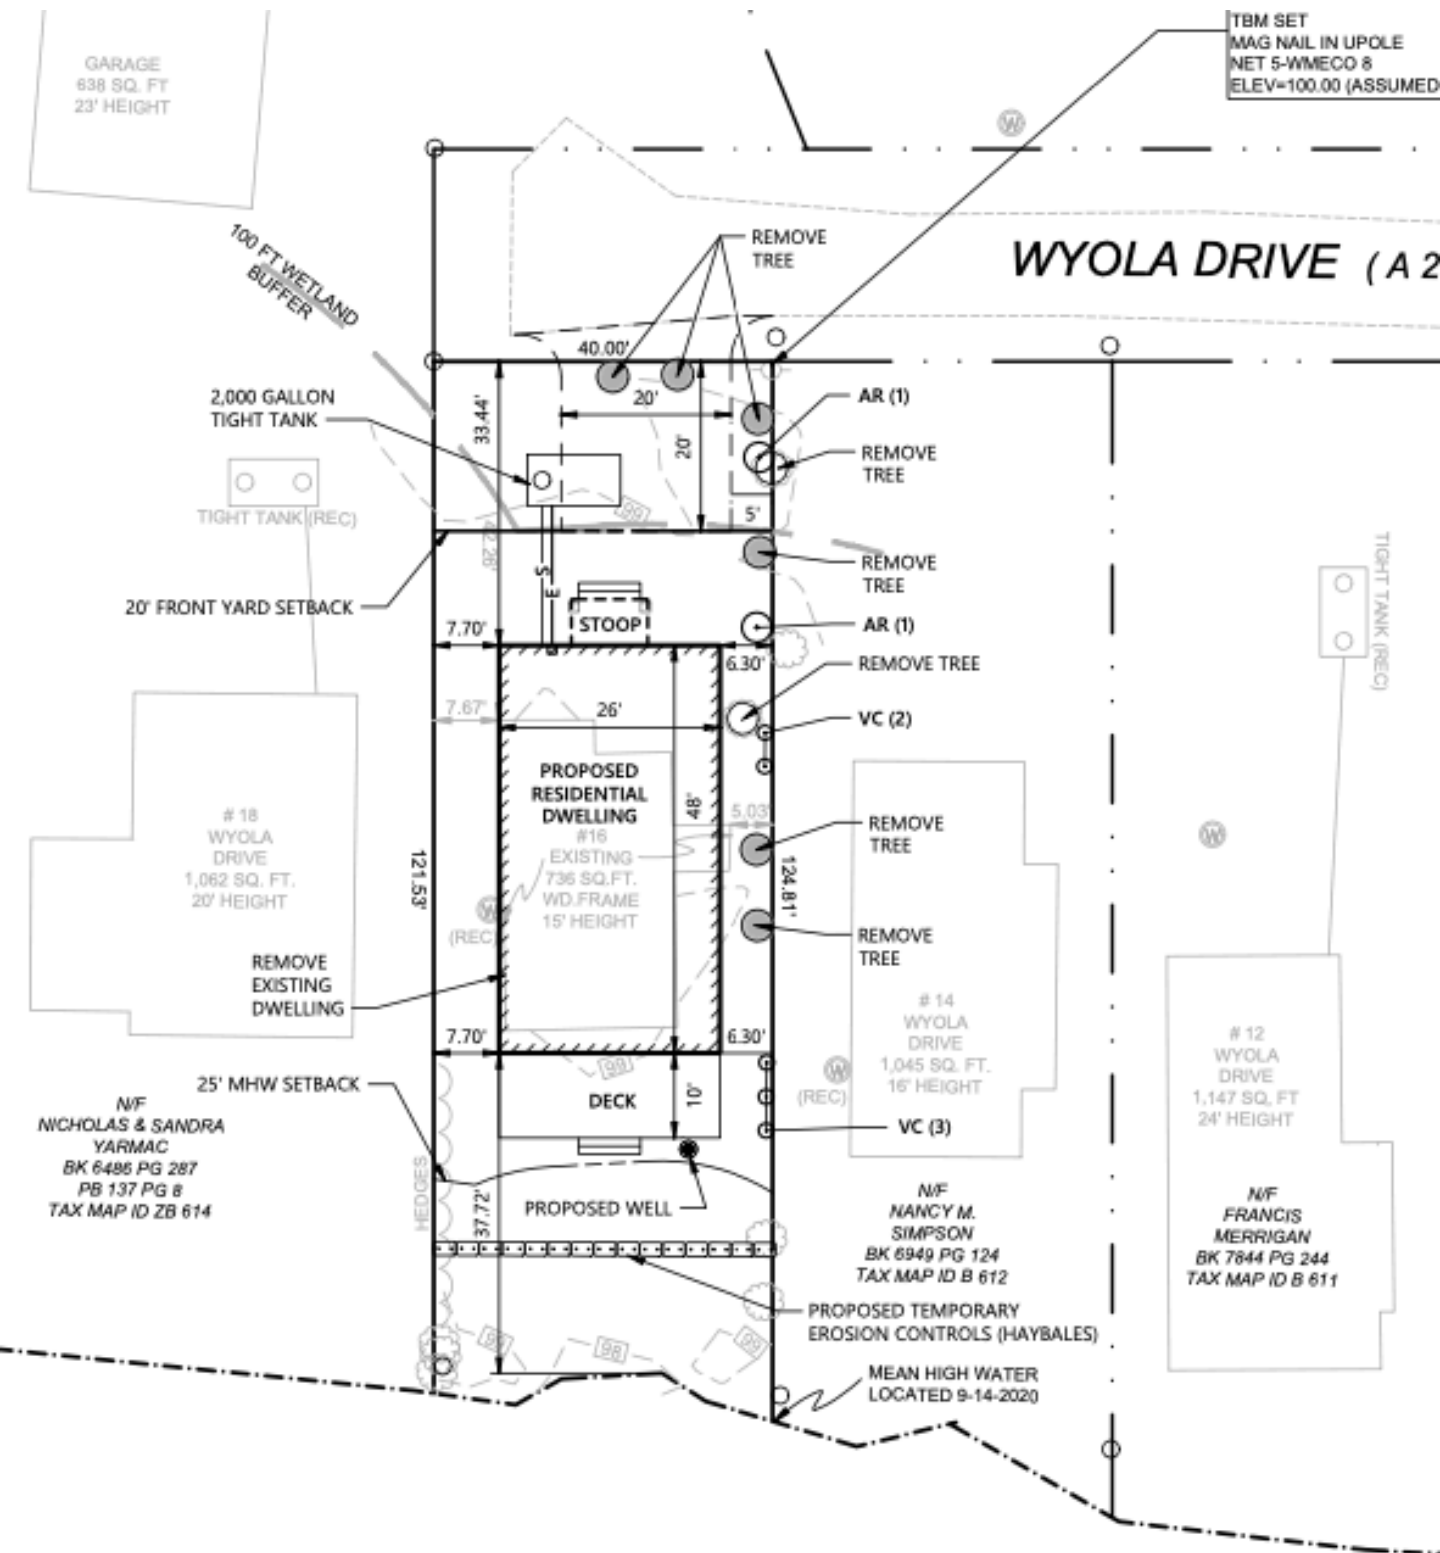 TBM SET
MAG NAIL IN UPOLE
NET 5-WMECO 8
ELEV=100.00 (ASSUMED
GARAGE
638 SQ. FT
23' HEIGHT
W
100 FT WETLAND
BUFFER
REMOVE
TREE
WYOLA DRIVE ( A 2
40.00'
2,000 GALLON
TIGHT TANK
33.44'
20'
20'
AR (1)
REMOVE
TREE
TIGHT TANK (REC)
99
5'
42.26'
REMOVE
TREE
TIGHT TANK (REC)
20' FRONT YARD SETBACK
S
E
STOOP
AR (1)
7.70'
6.30'
REMOVE TREE
7.67'
26'
VC (2)
PROPOSED
RESIDENTIAL
DWELLING
#16
EXISTING
736 SQ.FT.
WD.FRAME
15' HEIGHT
48'
5.03'
# 18
WYOLA
DRIVE
1,062 SQ. FT.
20' HEIGHT
121.53'
124.81'
REMOVE
TREE
W
W
(REC)
REMOVE
TREE
REMOVE
EXISTING
DWELLING
# 14
WYOLA
DRIVE
1,045 SQ. FT.
16' HEIGHT
# 12
WYOLA
DRIVE
1,147 SQ, FT
24' HEIGHT
7.70'
6.30'
W
(REC)
25' MHW SETBACK
DECK
10'
VC (3)
N/F
NICHOLAS & SANDRA
YARMAC
BK 6486 PG 287
PB 137 PG 8
TAX MAP ID ZB 614
HEDGES
37.72'
PROPOSED WELL
N/F
NANCY M.
SIMPSON
BK 6949 PG 124
TAX MAP ID B 612
N/F
FRANCIS
MERRIGAN
BK 7844 PG 244
TAX MAP ID B 611
PROPOSED TEMPORARY
EROSION CONTROLS (HAYBALES)
98
99
MEAN HIGH WATER
LOCATED 9-14-2020